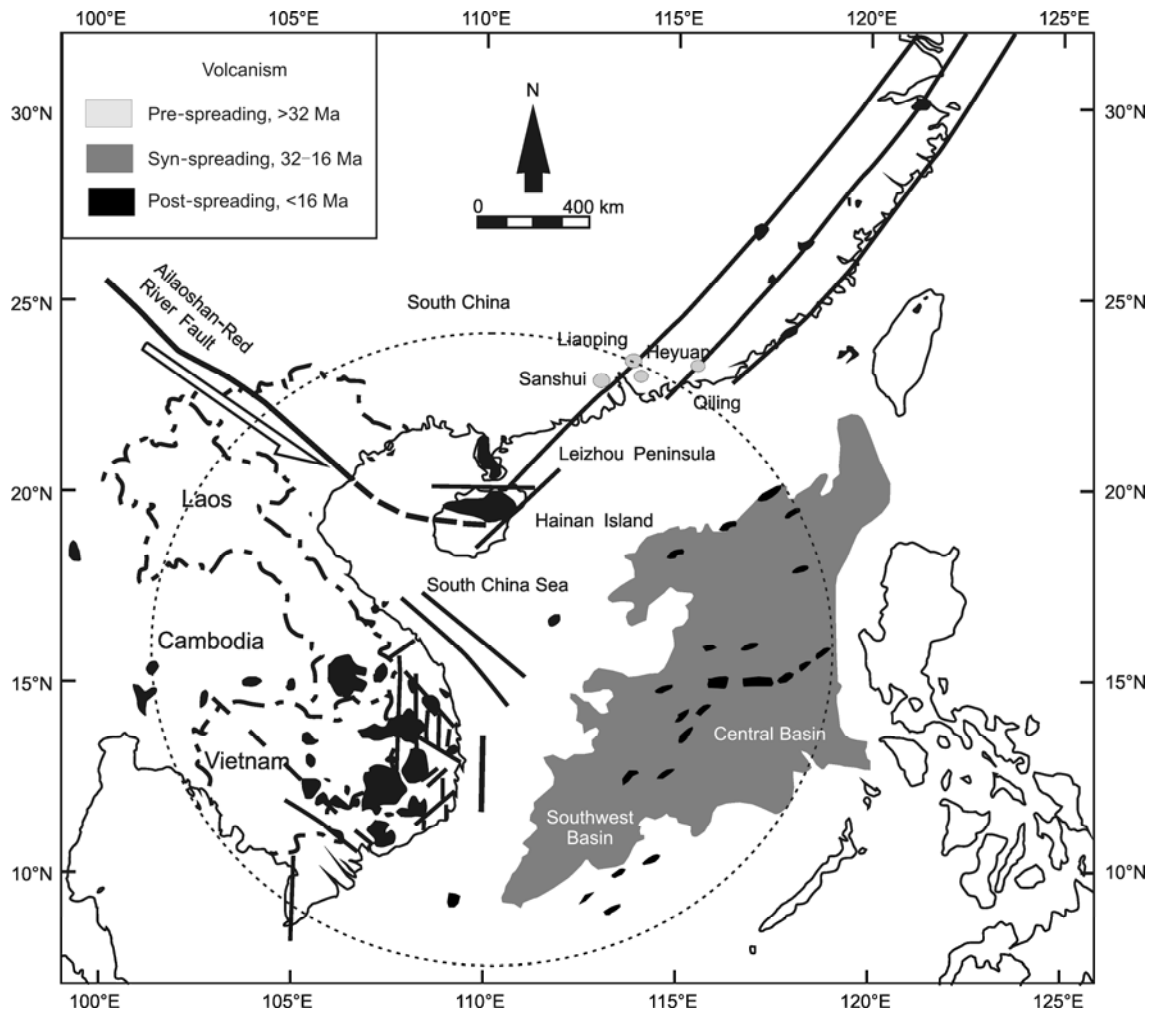 100°E 105°E 110°E 115°E 120°E 125°E
Volcanism
Pre-spreading, >32 Ma
Syn-spreading, 32–16 Ma
Post-spreading, <16 Ma
N
0 400 km
30°N 30°N
25°N 25°N
Ailaoshan-Red
River Fault
South China
Lianping
Heyuan
Sanshui
Qiling
Leizhou Peninsula
20°N 20°N
Laos
Hainan Island
South China Sea
Cambodia
15°N 15°N
Central Basin
Vietnam
Southwest
Basin
10°N 10°N
100°E 105°E 110°E 115°E 120°E 125°E